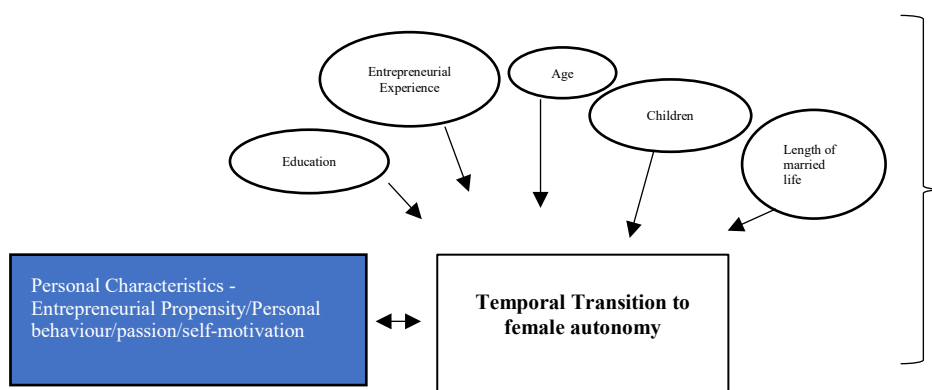 Entrepreneurial
Experience
Age
Children
Education
Length of
married
life
Personal Characteristics -
Entrepreneurial Propensity/Personal
behaviour/passion/self-motivation
Temporal Transition to
female autonomy